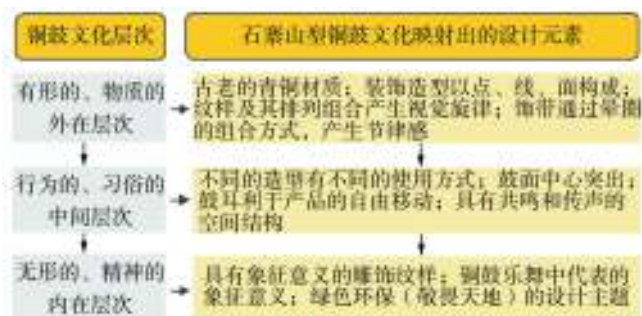 铜鼓文化层次
石寨山型铜鼓文化映射出的设计元素
有形的、物质的
外在层次
古老的青铜材质；装饰造型以点、线、面构成；
纹样及其排列组合产生视觉旋律；饰带通过晕圈
的组合方式，产生节律感
行为的、习俗的
中间层次
不同的造型有不同的使用方式；鼓面中心突出；
鼓耳利于产品的自由移动；具有共鸣和传声的
空间结构
无形的、精神的
内在层次
具有象征意义的雕饰纹样；铜鼓乐舞中代表的
象征意义；绿色环保（敬畏天地）的设计主题